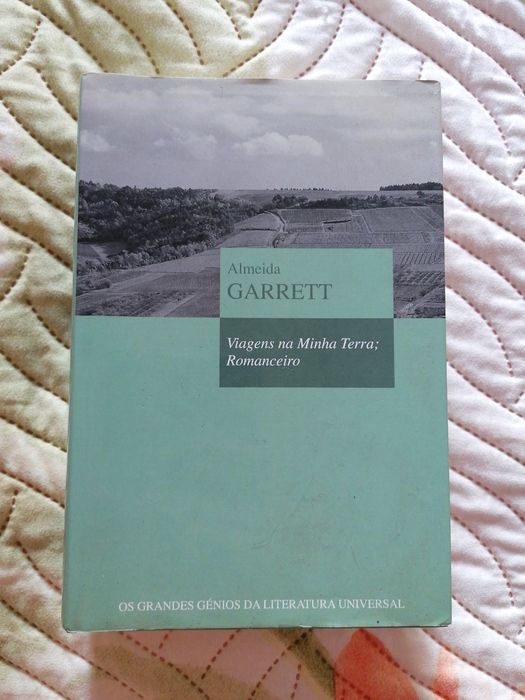 Almeida
GARRETT
Viagens na Minha Terra;
Romanceiro
OS GRANDES GÉNIOS DA LITERATURA UNIVERSAL